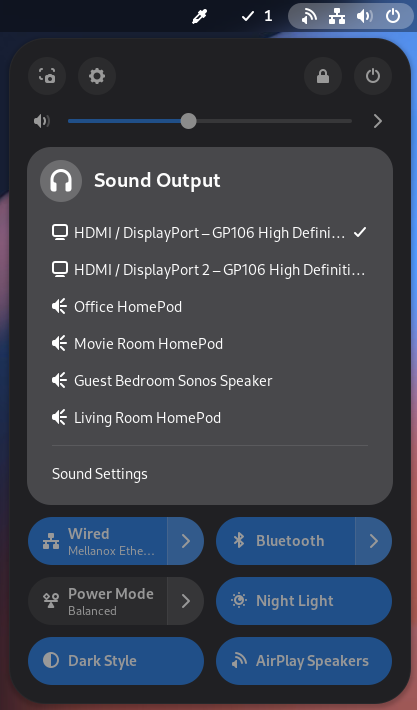 1
Sound Output
HDMI / DisplayPort – GP106 High Defini…
HDMI / DisplayPort 2 – GP106 High Definiti…
Office HomePod
Movie Room HomePod
Guest Bedroom Sonos Speaker
Living Room HomePod
Sound Settings
Wired
Mellanox Ethe…
Bluetooth
Power Mode
Balanced
Night Light
Dark Style
AirPlay Speakers